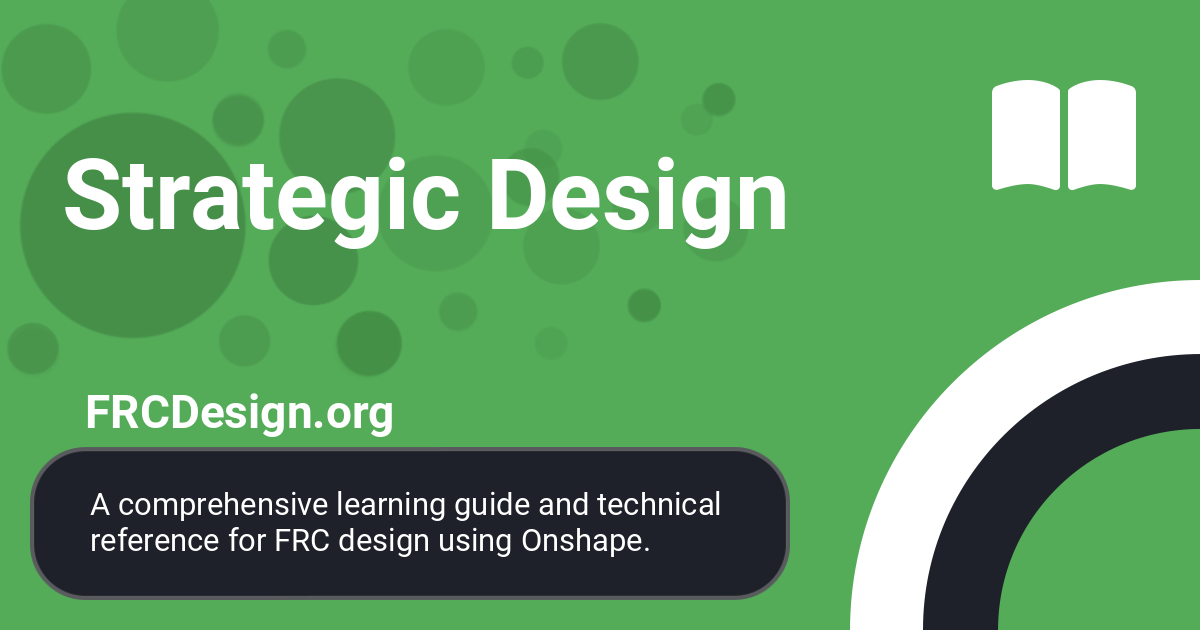 Strategic Design
FRCDesign.org
A comprehensive learning guide and technical
reference for FRC design using Onshape.